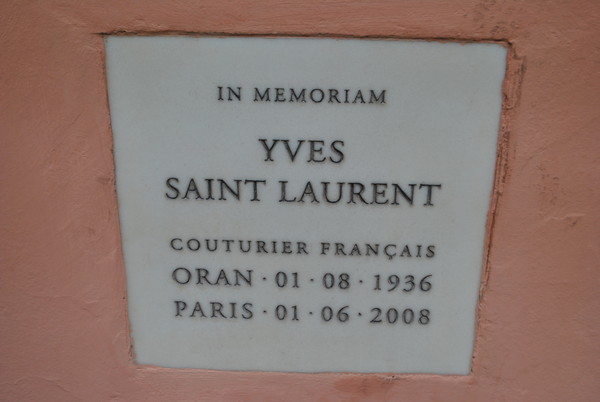 IN MEMORIAM
YVES
SAINT LAURENT
COUTURIER FRANÇAIS
ORAN · 01 · 08 · 1936
PARIS · 01 · 06 · 2008